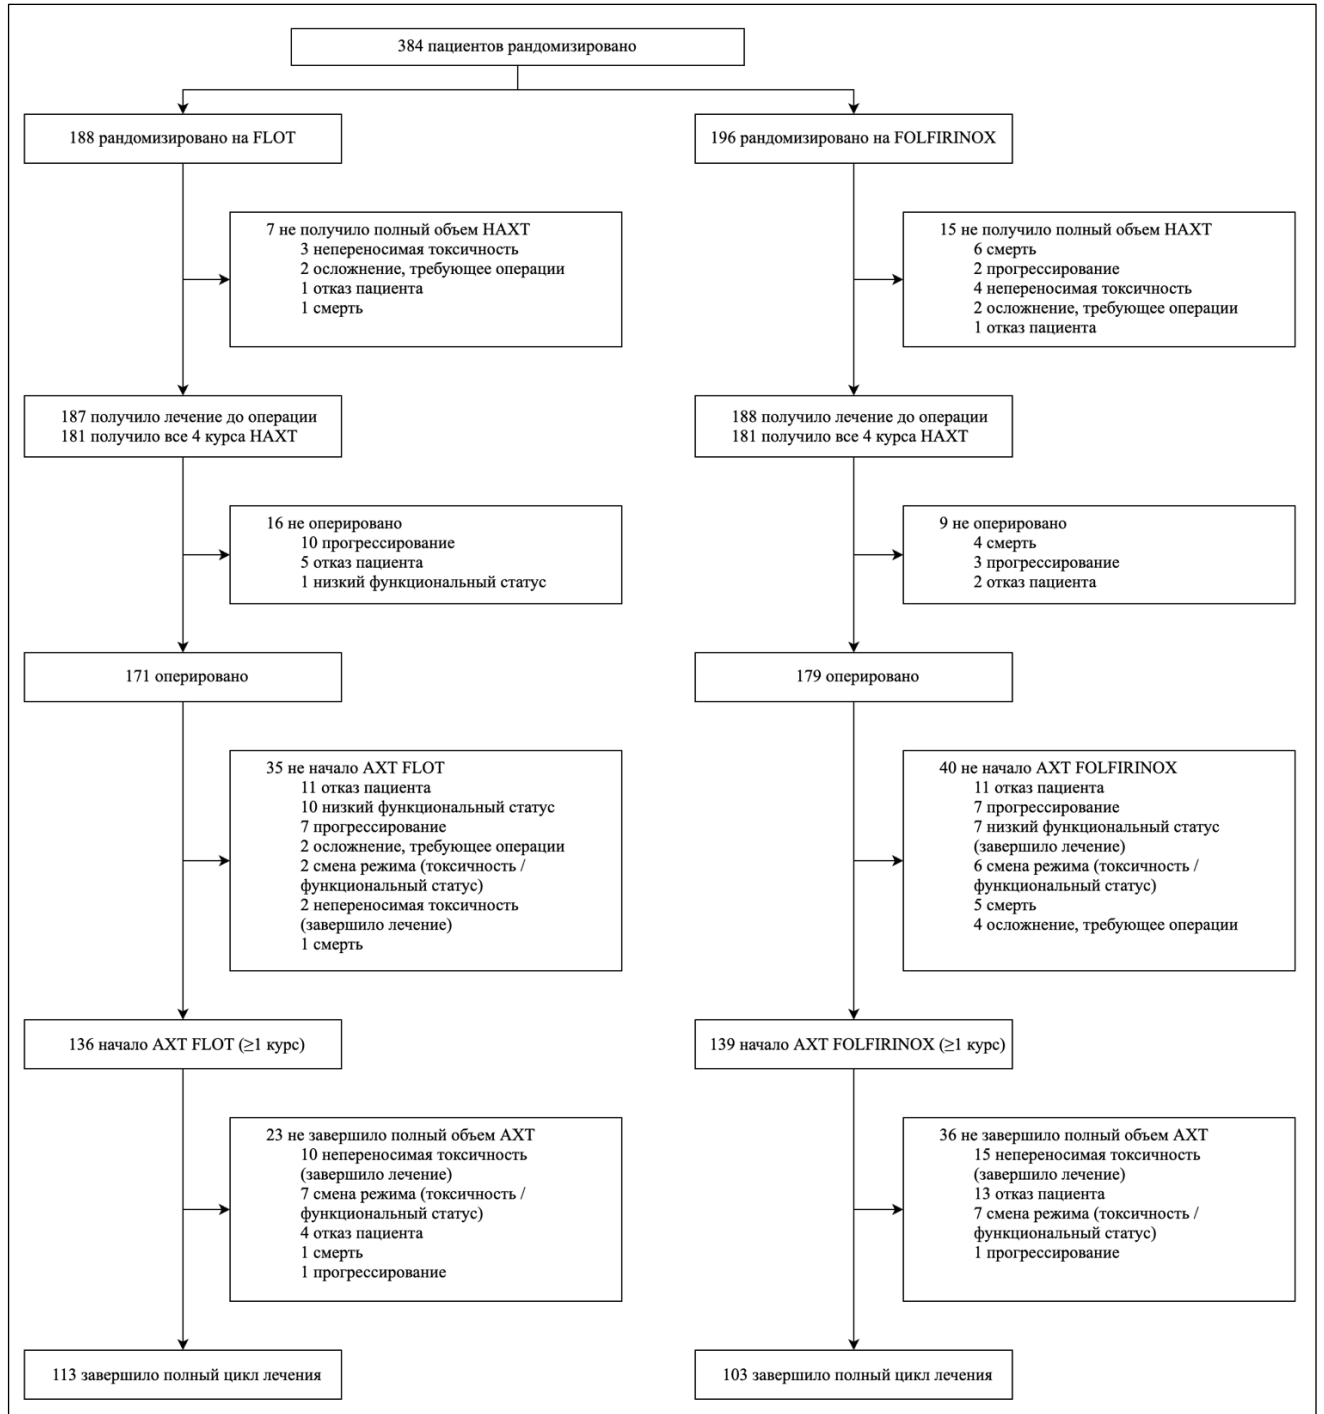 384 пациентов рандомизировано
188 рандомизировано на FLOT
196 рандомизировано на FOLFIRINOX
7 не получило полный объем НАХТ
3 непереносимая токсичность
2 осложнение, требующее операции
1 отказ пациента
1 смерть
15 не получило полный объем НАХТ
6 смерть
2 прогрессирование
4 непереносимая токсичность
2 осложнение, требующее операции
1 отказ пациента
187 получило лечение до операции
181 получило все 4 курса НАХТ
188 получило лечение до операции
181 получило все 4 курса НАХТ
16 не оперировано
10 прогрессирование
5 отказ пациента
1 низкий функциональный статус
9 не оперировано
4 смерть
3 прогрессирование
2 отказ пациента
171 оперировано
179 оперировано
35 не начало АХТ FLOT
11 отказ пациента
10 низкий функциональный статус
7 прогрессирование
2 осложнение, требующее операции
2 смена режима (токсичность /
функциональный статус)
2 непереносимая токсичность
(завершило лечение)
1 смерть
40 не начало АХТ FOLFIRINOX
11 отказ пациента
7 прогрессирование
7 низкий функциональный статус
(завершило лечение)
6 смена режима (токсичность /
функциональный статус)
5 смерть
4 осложнение, требующее операции
136 начало АХТ FLOT (≥1 курс)
139 начало АХТ FOLFIRINOX (≥1 курс)
23 не завершило полный объем АХТ
10 непереносимая токсичность
(завершило лечение)
7 смена режима (токсичность /
функциональный статус)
4 отказ пациента
1 смерть
1 прогрессирование
36 не завершило полный объем АХТ
15 непереносимая токсичность
(завершило лечение)
13 отказ пациента
7 смена режима (токсичность /
функциональный статус)
1 прогрессирование
113 завершило полный цикл лечения
103 завершило полный цикл лечения